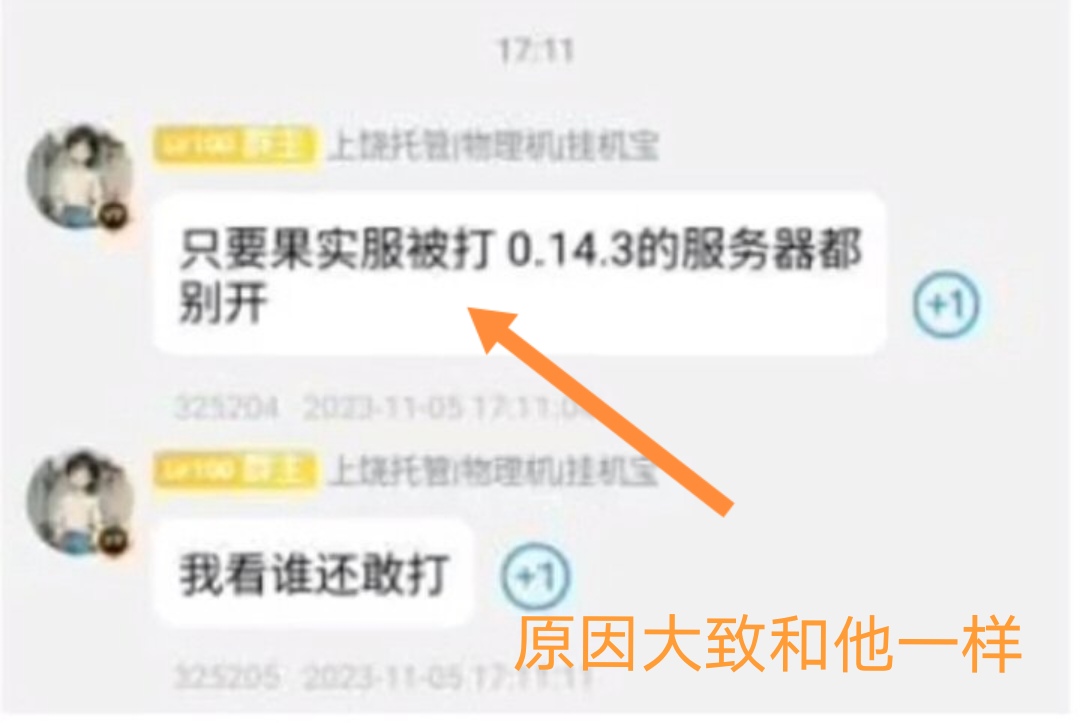 17:11
LV100 群主 上饶托管|物理机|挂机宝
只要果实服被打 0.14.3的服务器都
别开
+1
325204 2023-11-05 17:11:0
LV100 群主 上饶托管|物理机|挂机宝
我看谁还敢打
+1
原因大致和他一样
325205 2023-11-05 17:11:11